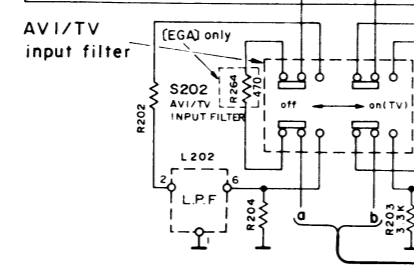 AVI/TV
input filter
(EGA) only
S202
AVI/TV
INPUT FILTER
R264
470
off
on(TV)
R202
L202
2
6
L.P.F
1
R204
a
b
R203
3.3K